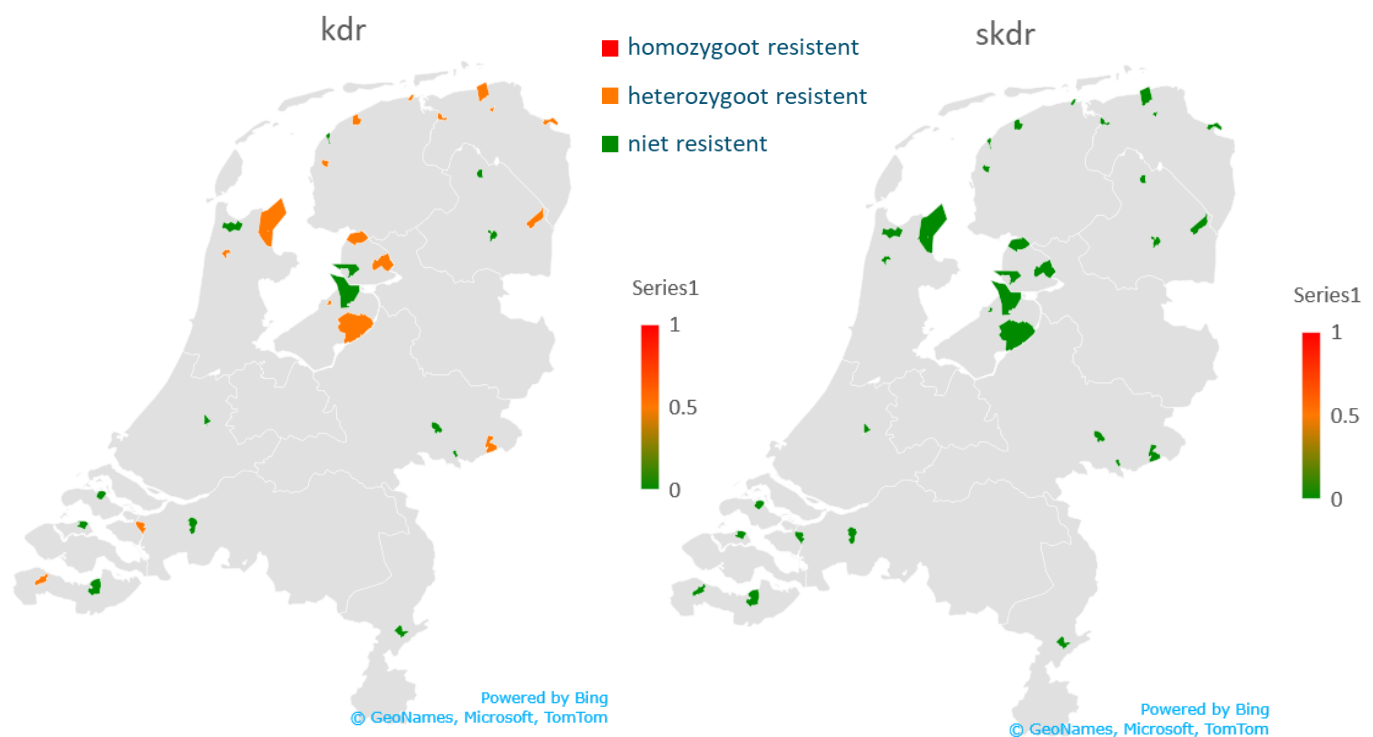 kdr
homozygoot resistent
heterozygoot resistent
niet resistent
skdr
Series1
1
0.5
0
Series1
1
0.5
0
Powered by Bing
© GeoNames, Microsoft, TomTom
Powered by Bing
© GeoNames, Microsoft, TomTom